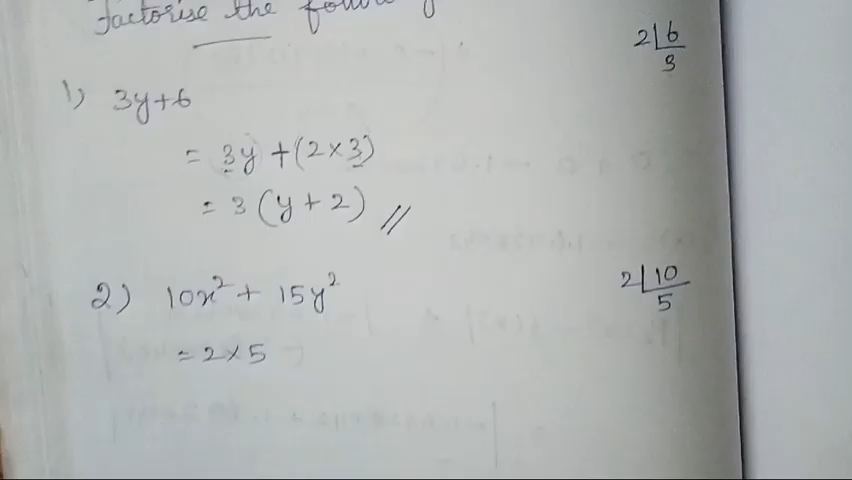 factorise the
2 | 6
3
1) 3y+6
= 3y + (2 × 3)
= 3 (y + 2) //
2) 10x² + 15y²
2 | 10
5
= 2 × 5